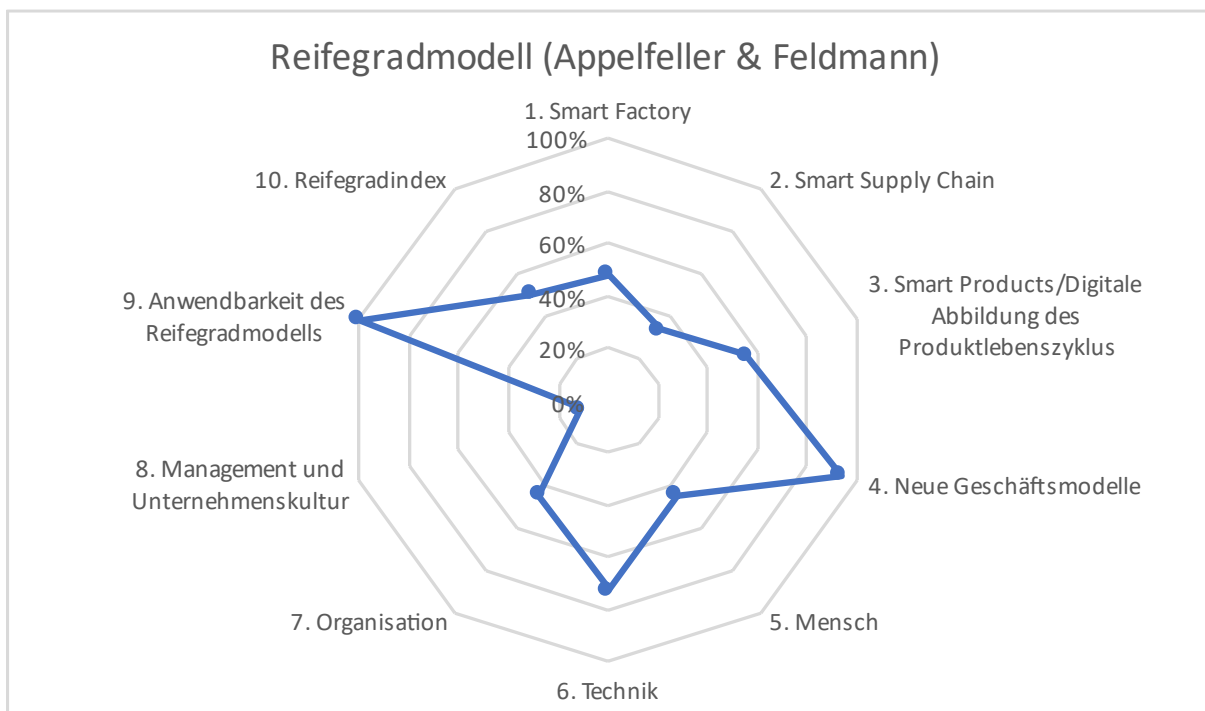 Reifegradmodell (Appelfeller & Feldmann)
1. Smart Factory
100%
10. Reifegradindex
2. Smart Supply Chain
80%
60%
9. Anwendbarkeit des
Reifegradmodells
3. Smart Products/Digitale
Abbildung des
Produktlebenszyklus
40%
20%
0%
8. Management und
Unternehmenskultur
4. Neue Geschäftsmodelle
7. Organisation
5. Mensch
6. Technik